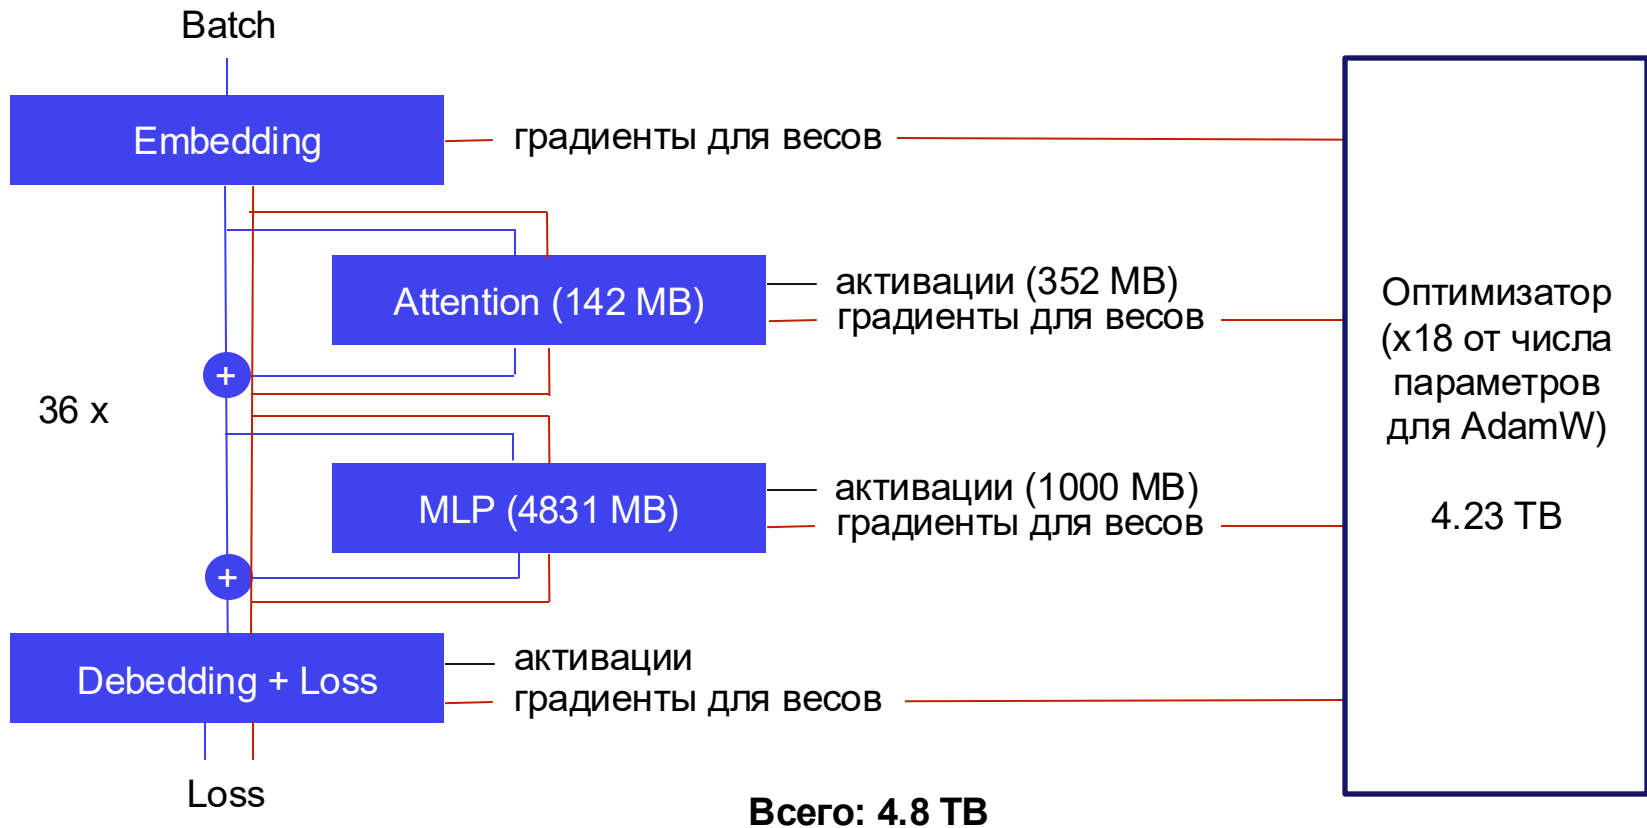 Batch
Embedding
градиенты для весов
Attention (142 MB)
активации (352 MB)
градиенты для весов
+
36 x
MLP (4831 MB)
активации (1000 MB)
градиенты для весов
+
Debedding + Loss
активации
градиенты для весов
Loss
Оптимизатор
(x18 от числа
параметров
для AdamW)
4.23 TB
Всего: 4.8 TB